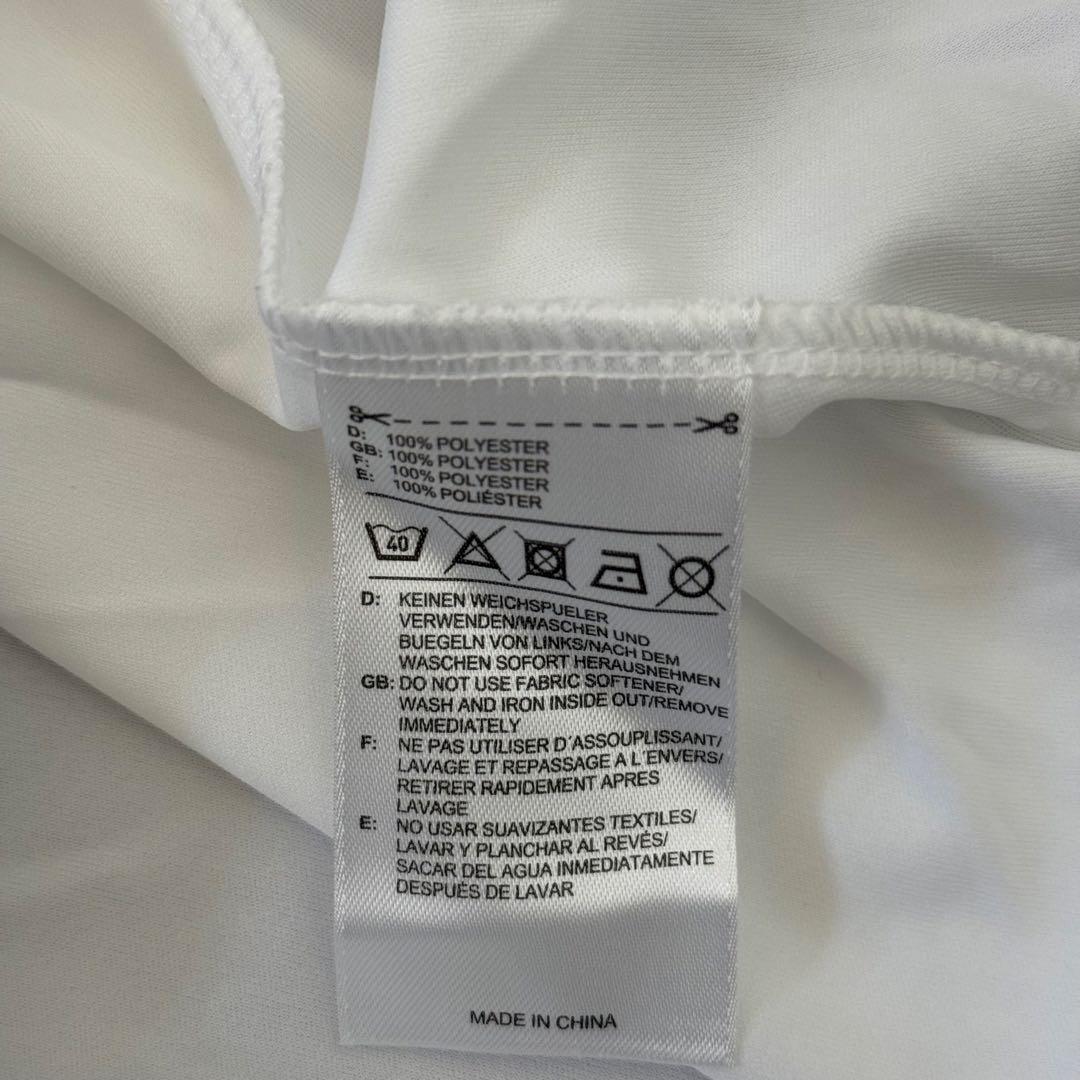 D: 100% POLYESTER
GB: 100% POLYESTER
F: 100% POLYESTER
E: 100% POLIÉSTER
40
D: KEINEN WEICHSPUELER
VERWENDEN/WASCHEN UND
BUEGELN VON LINKS/NACH DEM
WASCHEN SOFORT HERAUSNEHMEN
GB: DO NOT USE FABRIC SOFTENER/
WASH AND IRON INSIDE OUT/REMOVE
IMMEDIATELY
F: NE PAS UTILISER D´ASSOUPLISSANT/
LAVAGE ET REPASSAGE A L´ENVERS/
RETIRER RAPIDEMENT APRES
LAVAGE
E: NO USAR SUAVIZANTES TEXTILES/
LAVAR Y PLANCHAR AL REVÉS/
SACAR DEL AGUA INMEDIATAMENTE
DESPUÉS DE LAVAR
MADE IN CHINA